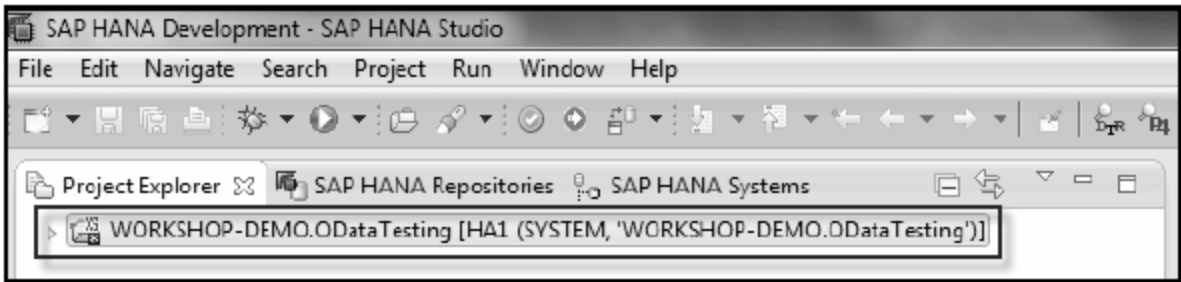 SAP HANA Development - SAP HANA Studio
File Edit Navigate Search Project Run Window Help
DTR
Project Explorer SAP HANA Repositories SAP HANA Systems
WORKSHOP-DEMO.ODataTesting [HA1 (SYSTEM, 'WORKSHOP-DEMO.ODataTesting')]